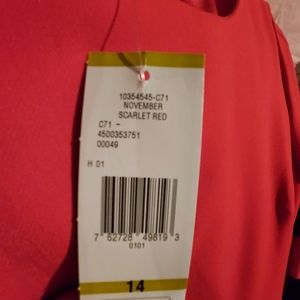 10354545-C71
NOVEMBER
SCARLET RED
C71 -
4500353751
00049
H 01
7 62728 49819 3
0101
14